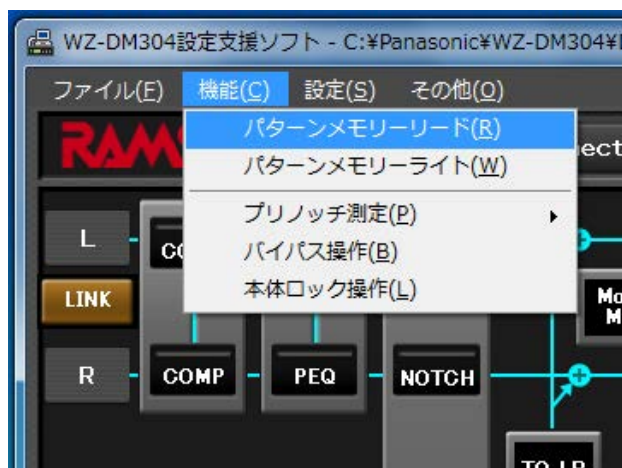 WZ-DM304設定支援ソフト - C:¥Panasonic¥WZ-DM304¥
ファイル(F) 機能(C) 設定(S) その他(O)
パターンメモリーリード(R)
パターンメモリーライト(W)
プリノッチ測定(P)
バイパス操作(B)
本体ロック操作(L)
L
LINK
R COMP PEQ NOTCH